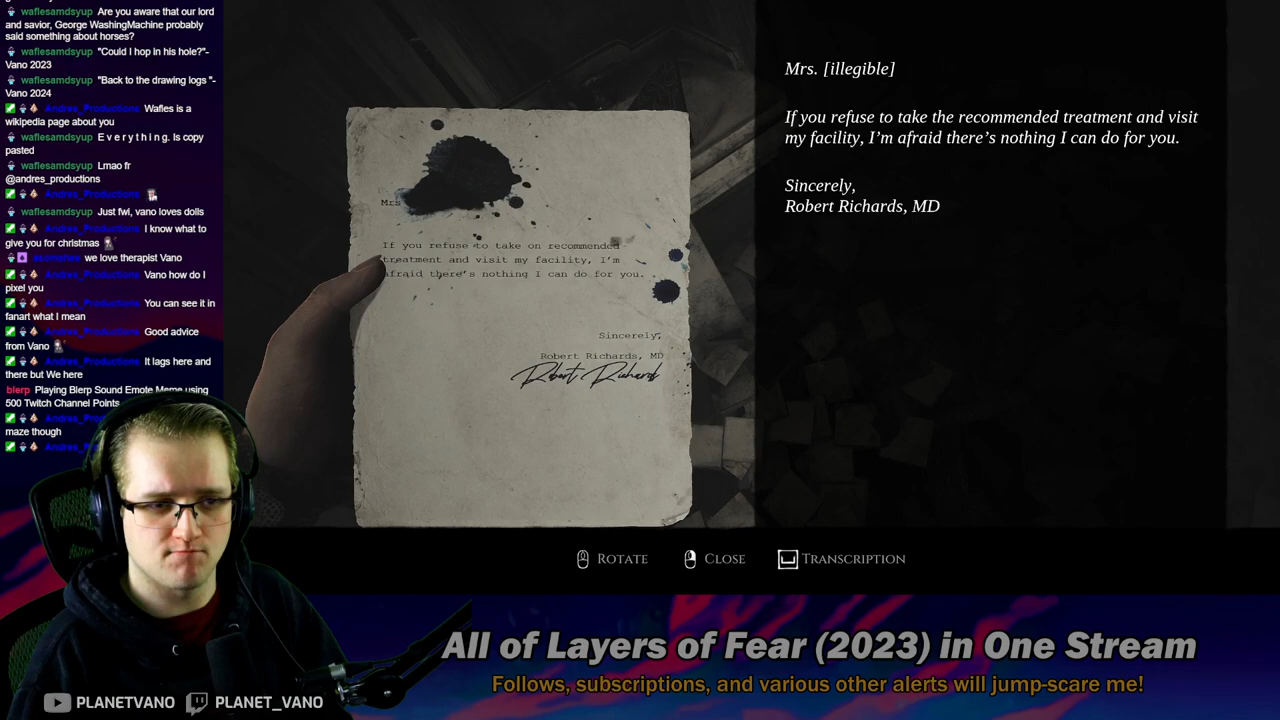 waflesamdsyup Are you aware that our lord
and savior, George WashingMachine probably
said something about horses?
waflesamdsyup "Could I hop in his hole?"-
Vano 2023
waflesamdsyup "Back to the drawing logs "-
Vano 2024
Andres_Productions Wafles is a
wikipedia page about you
waflesamdsyup E v e r y t h i n g. Is copy
pasted
waflesamdsyup Lmao fr
@andres_productions
Andres_Productions
waflesamdsyup Just fwi, vano loves dolls
Andres_Productions I know what to
give you for christmas
we love therapist Vano
Andres_Productions Vano how do I
pixel you
Andres_Productions You can see it in
fanart what I mean
Andres_Productions Good advice
from Vano
Andres_Productions It lags here and
there but We here
blerp Playing Blerp Sound Emote Meme using
500 Twitch Channel Points
maze though
Mrs
If you refuse to take on recommended
treatment and visit my facility, I'm
afraid there's nothing I can do for you.
Sincerely,
Robert Richards, MD
Robert Richards
Mrs. [illegible]
If you refuse to take the recommended treatment and visit
my facility, I'm afraid there's nothing I can do for you.
Sincerely,
Robert Richards, MD
ROTATE CLOSE TRANSCRIPTION
All of Layers of Fear (2023) in One Stream
Follows, subscriptions, and various other alerts will jump-scare me!
PLANETVANO PLANET_VANO